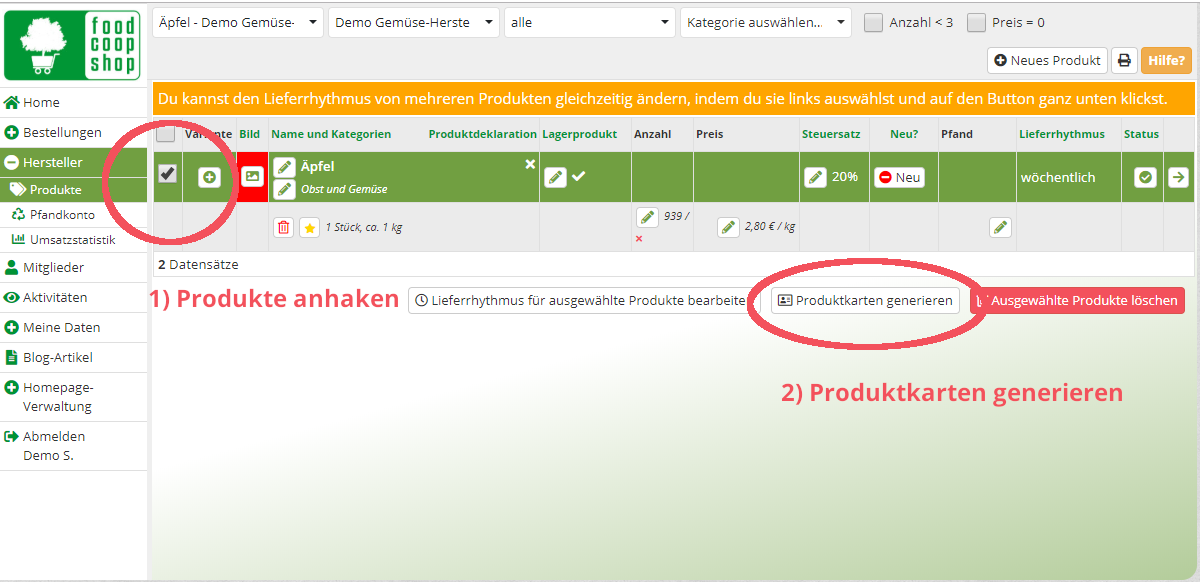 food
coop
shop
Äpfel - Demo Gemüse-
Demo Gemüse-Herste
alle
Kategorie auswählen...
Anzahl < 3
Preis = 0
Neues Produkt
Hilfe?
Home
Bestellungen
Hersteller
Produkte
Pfandkonto
Umsatzstatistik
Mitglieder
Aktivitäten
Meine Daten
Blog-Artikel
Homepage-
Verwaltung
Abmelden
Demo S.
Du kannst den Lieferrhythmus von mehreren Produkten gleichzeitig ändern, indem du sie links auswählst und auf den Button ganz unten klickst.
Variante Bild Name und Kategorien Produktdeklaration Lagerprodukt Anzahl Preis Steuersatz Neu? Pfand Lieferrhythmus Status
Äpfel
Obst und Gemüse
20%
Neu
wöchentlich
1 Stück, ca. 1 kg
939 /
2,80 € / kg
2 Datensätze
1) Produkte anhaken
Lieferrhythmus für ausgewählte Produkte bearbeite
Produktkarten generieren
Ausgewählte Produkte löschen
2) Produktkarten generieren